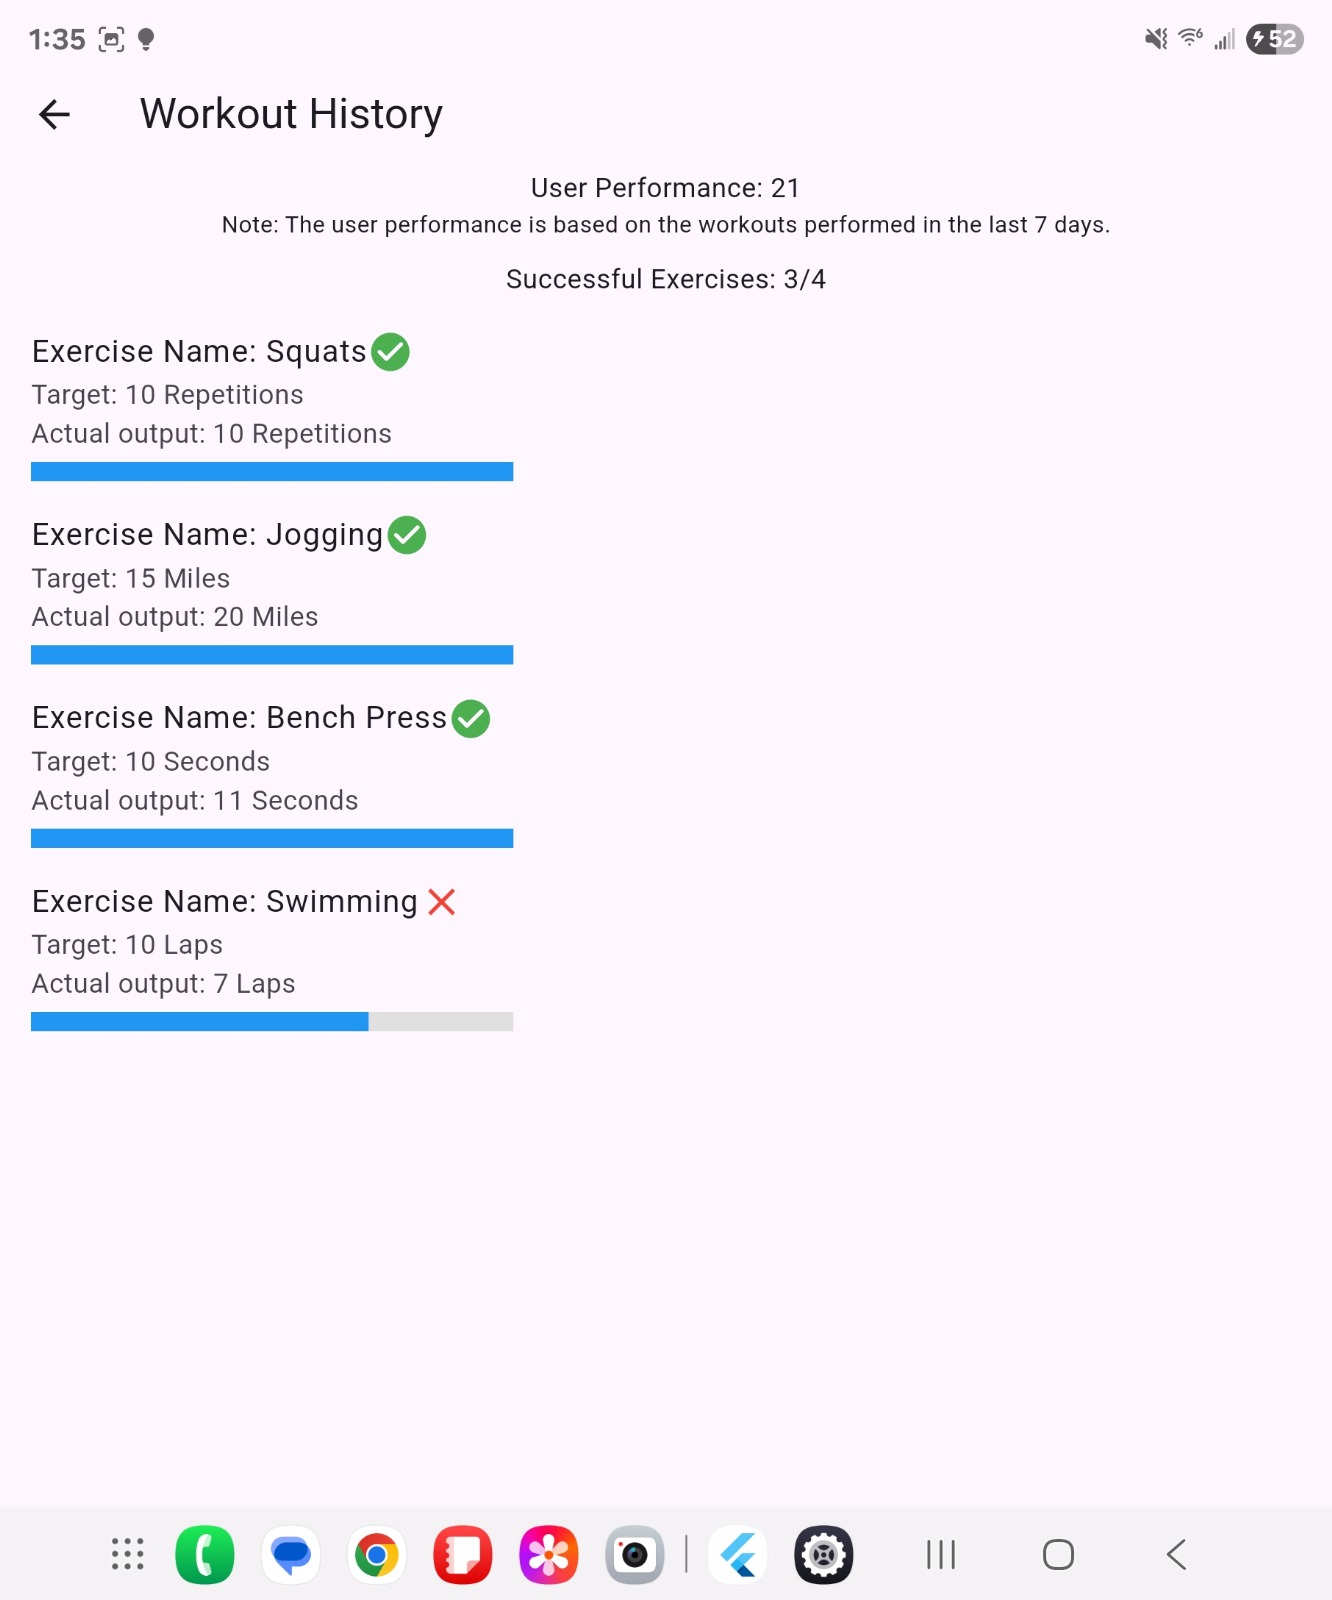 1:35
52
Workout History
User Performance: 21
Note: The user performance is based on the workouts performed in the last 7 days.
Successful Exercises: 3/4
Exercise Name: Squats
Target: 10 Repetitions
Actual output: 10 Repetitions
Exercise Name: Jogging
Target: 15 Miles
Actual output: 20 Miles
Exercise Name: Bench Press
Target: 10 Seconds
Actual output: 11 Seconds
Exercise Name: Swimming
Target: 10 Laps
Actual output: 7 Laps